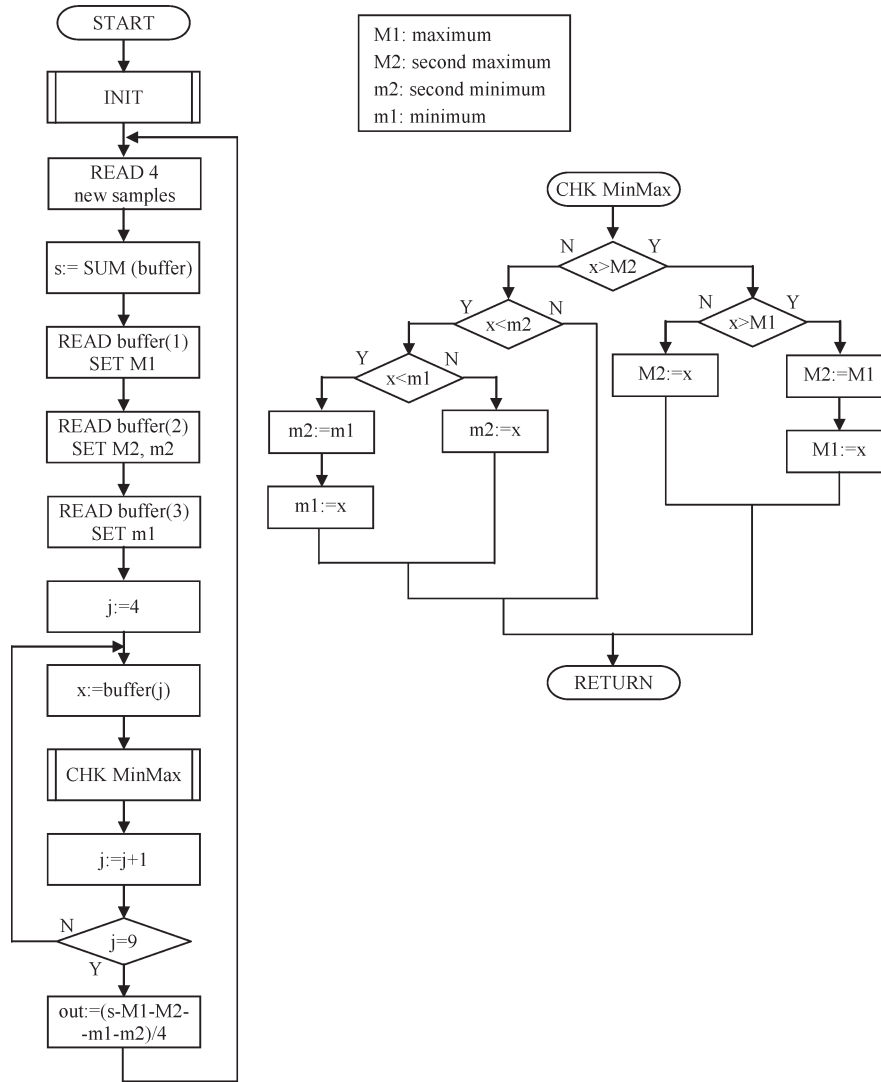 START
INIT
READ 4
new samples
s:= SUM (buffer)
READ buffer(1)
SET M1
READ buffer(2)
SET M2, m2
READ buffer(3)
SET m1
j:=4
x:=buffer(j)
CHK MinMax
j:=j+1
N
j=9
Y
out:=(s-M1-M2-
-m1-m2)/4
M1: maximum
M2: second maximum
m2: second minimum
m1: minimum
CHK MinMax
N
Y
x>M2
Y
N
x<m2
N
Y
x>M1
Y
N
x<m1
M2:=x
M2:=M1
m2:=m1
m2:=x
M1:=x
m1:=x
RETURN